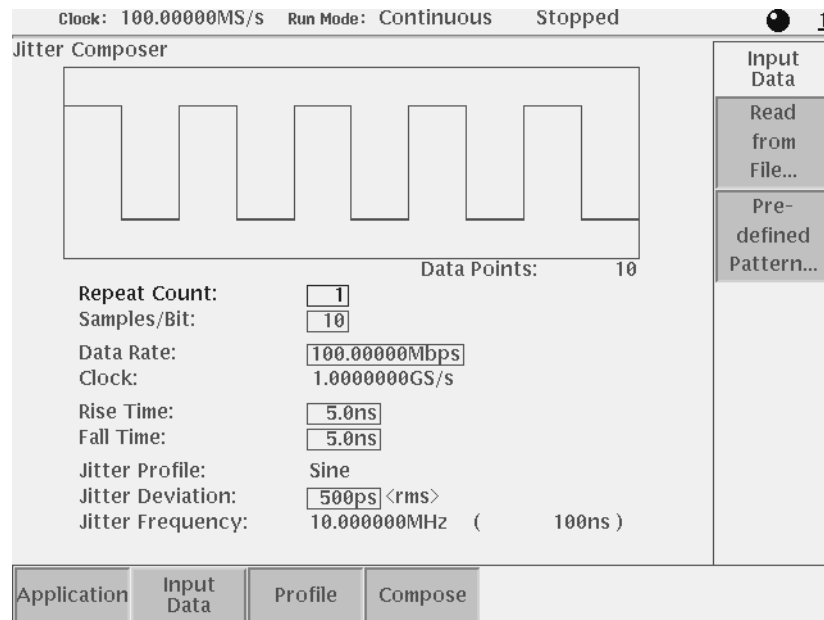 Clock: 100.00000MS/s Run Mode: Continuous Stopped
Jitter Composer
Data Points: 10
Repeat Count: 1
Samples/Bit: 10
Data Rate: 100.00000Mbps
Clock: 1.0000000GS/s
Rise Time: 5.0ns
Fall Time: 5.0ns
Jitter Profile: Sine
Jitter Deviation: 500ps <rms>
Jitter Frequency: 10.000000MHz ( 100ns )
Input
Data
Read
from
File...
Pre-
defined
Pattern...
Application
Input
Data
Profile
Compose